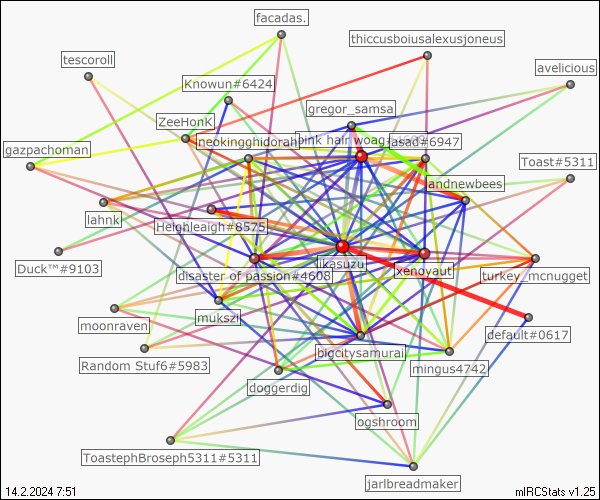 facadas.
thiccusboiusalexusjoneus
tescoroll
avelicious
Knowun#6424
gregor_samsa
ZeeHonk
neokingghidorah
pink hair woag
asad#6947
gazpachoman
Toast#5311
andnewbees
lahnk
Heighleaigh#8575
Duck™#9103
likasuzu
xenoyaut
disaster of passion#4608
turkey_mcnugget
mukszil
moonraven
default#0617
bigcitysamurai
Random Stuf6#5983
mingus4742
doggerdig
ogshroom
ToastephBroseph5311#5311
jarlbreadmaker
14.2.2024 7:51
mIRCStats v1.25